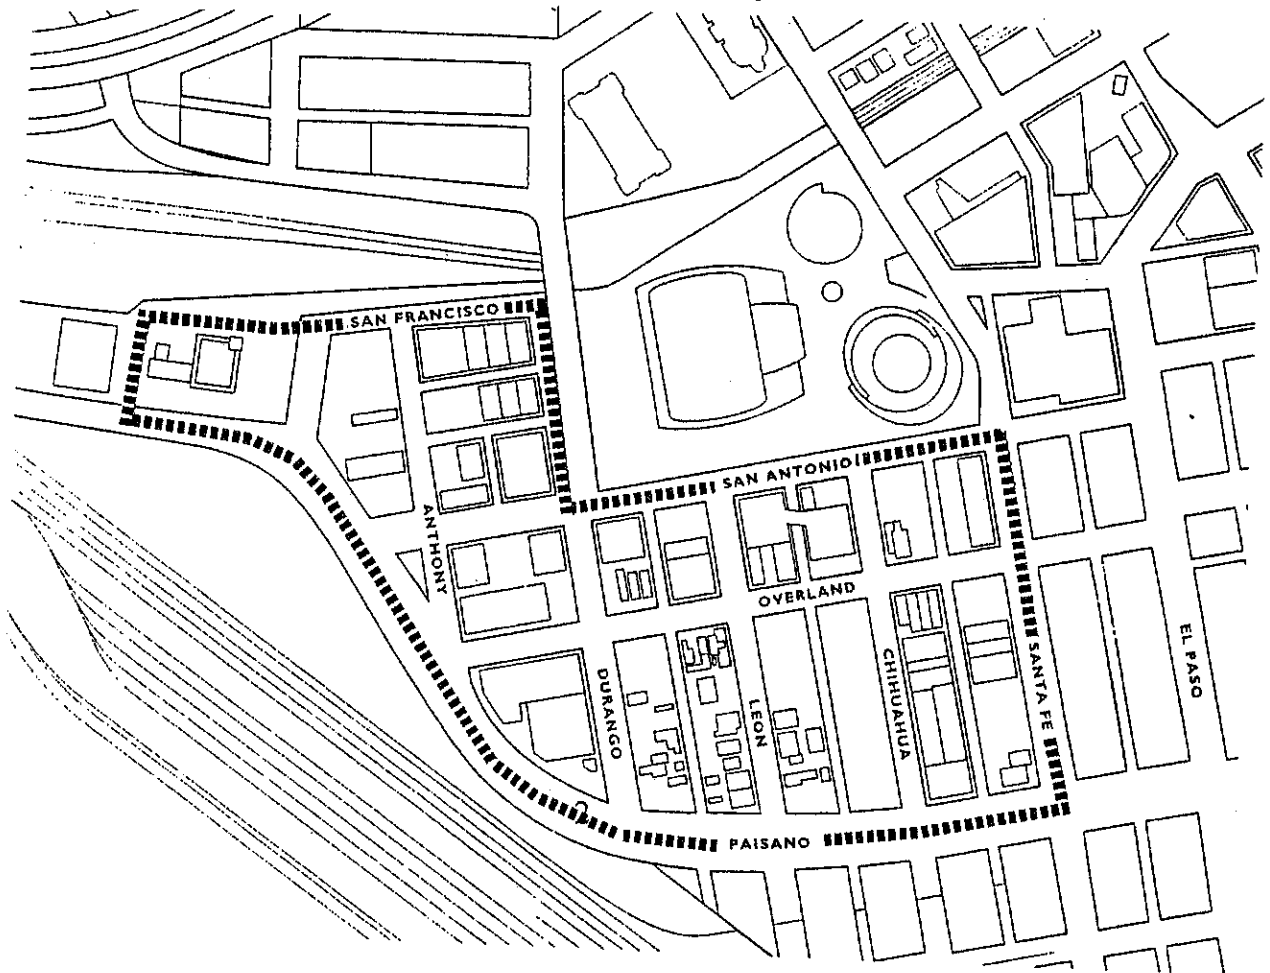 SAN FRANCISCO
SAN ANTONIO
ANTHONY
OVERLAND
DURANGO
LEON
CHIHUAHUA
SANTA FE
EL PASO
PAISANO